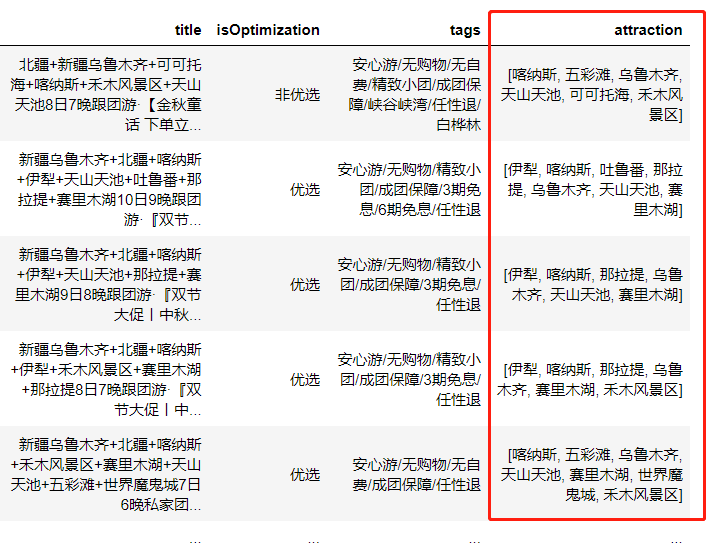 title isOptimization tags attraction
北疆+新疆乌鲁木齐+可可托
海+喀纳斯+禾木风景区+天山
天池8日7晚跟团游·【金秋童
话 下单立...
非优选
安心游/无购物/无自
费/精致小团/成团保
障/峡谷峡湾/任性退/
白桦林
[喀纳斯, 五彩滩, 乌鲁木齐,
天山天池, 可可托海, 禾木风
景区]
新疆乌鲁木齐+北疆+喀纳斯
+伊犁+天山天池+吐鲁番+那
拉提+赛里木湖10日9晚跟团
游·『双节...
优选
安心游/无购物/精致小
团/成团保障/3期免
息/6期免息/任性退
[伊犁, 喀纳斯, 吐鲁番, 那拉
提, 乌鲁木齐, 天山天池, 赛
里木湖]
新疆乌鲁木齐+北疆+喀纳斯
+伊犁+天山天池+那拉提+赛
里木湖9日8晚跟团游·『双节
大促丨中秋...
优选
安心游/无购物/精致小
团/成团保障/3期免息/
任性退
[伊犁, 喀纳斯, 那拉提, 乌鲁
木齐, 天山天池, 赛里木湖]
新疆乌鲁木齐+北疆+喀纳斯
+伊犁+禾木风景区+赛里木湖
+那拉提8日7晚跟团游·『双
节大促丨中...
优选
安心游/无购物/精致小
团/成团保障/3期免息/
任性退
[伊犁, 喀纳斯, 那拉提, 乌鲁
木齐, 赛里木湖, 禾木风景区]
新疆乌鲁木齐+北疆+喀纳斯
+禾木风景区+赛里木湖+天山
天池+五彩滩+世界魔鬼城7日
6晚私家团...
优选
安心游/无购物/无自
费/成团保障/任性退
[喀纳斯, 五彩滩, 乌鲁木齐,
天山天池, 赛里木湖, 世界魔
鬼城, 禾木风景区]
... ... ... ...